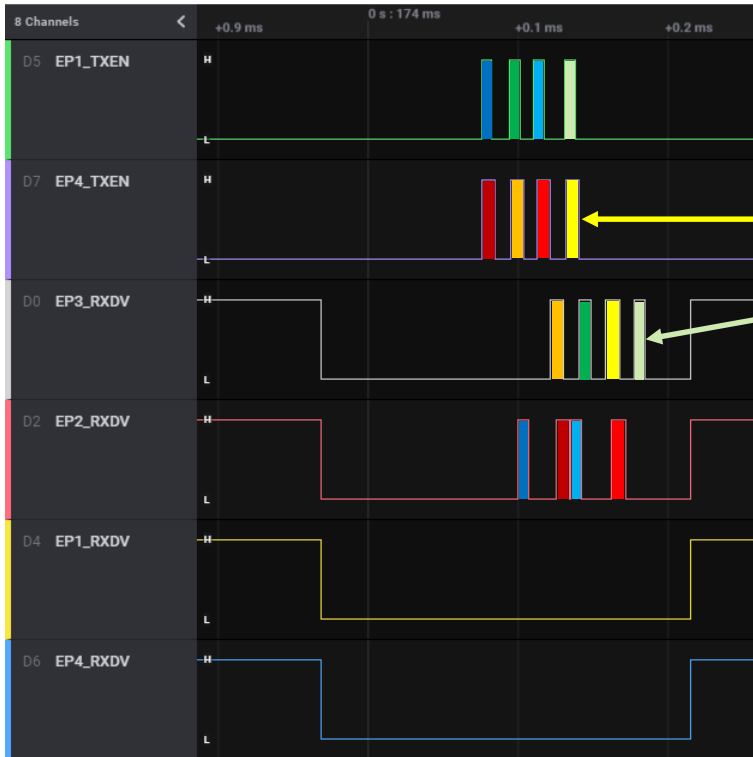 0 s : 174 ms
8 Channels
+0.9 ms +0.1 ms +0.2 ms
D5 EP1_TXEN H
L
D7 EP4_TXEN H
L
D0 EP3_RXDV H
L
D2 EP2_RXDV H
L
D4 EP1_RXDV H
L
D6 EP4_RXDV H
L